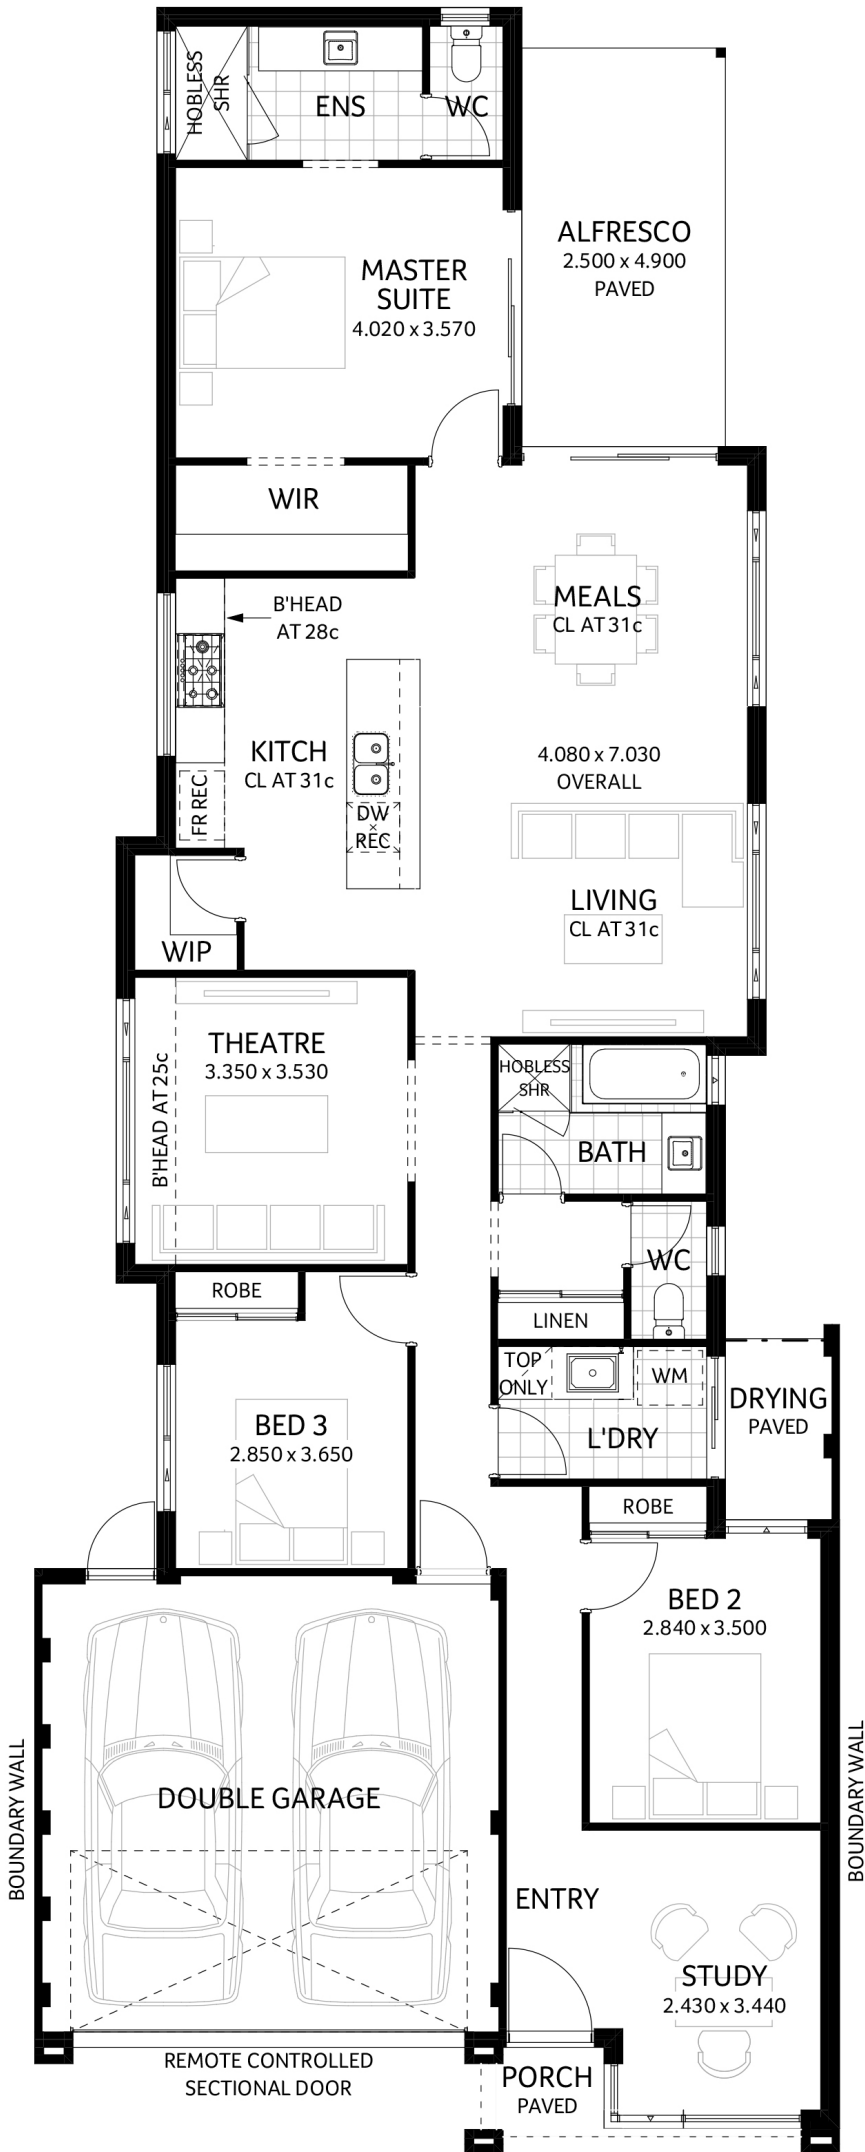 HOBLESS
SHR
ENS
WC
ALFRESCO
2.500 x 4.900
PAVED
MASTER
SUITE
4.020 x 3.570
WIR
B'HEAD
AT 28c
MEALS
CL AT 31c
KITCH
CL AT 31c
4.080 x 7.030
OVERALL
FR REC
DW
REC
LIVING
CL AT 31c
WIP
THEATRE
3.350 x 3.530
B'HEAD AT 25c
HOBLESS
SHR
BATH
WC
ROBE
LINEN
TOP
ONLY
WM
L'DRY
DRYING
PAVED
BED 3
2.850 x 3.650
ROBE
BED 2
2.840 x 3.500
DOUBLE GARAGE
BOUNDARY WALL
BOUNDARY WALL
ENTRY
STUDY
2.430 x 3.440
REMOTE CONTROLLED
SECTIONAL DOOR
PORCH
PAVED